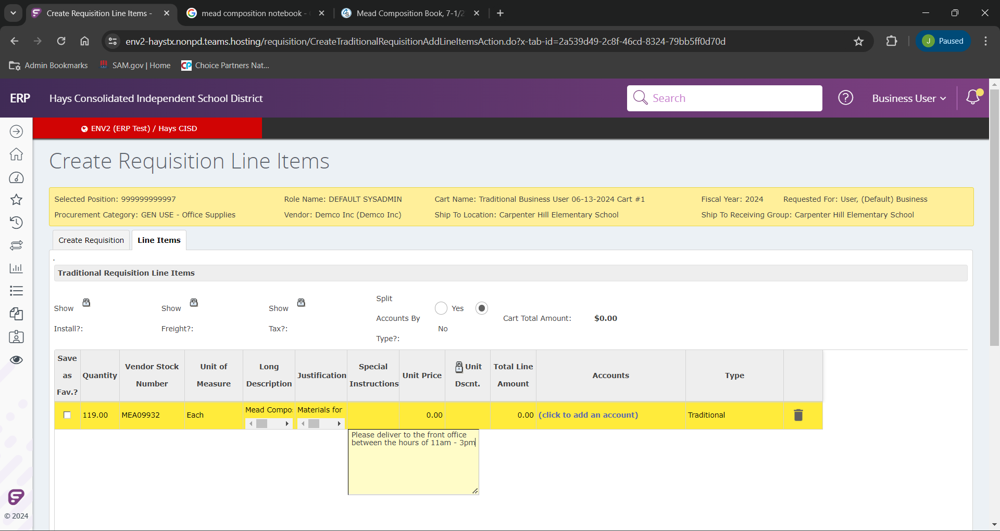 Create Requisition Line Items -
mead composition notebook -
Mead Composition Book, 7-1/2
env2-haystx.nonpd.teams.hosting/requisition/CreateTraditionalRequisitionAddLineItemsAction.do?x-tab-id=2a539d49-2c8f-46cd-8324-79bb5ff0d70d
J Paused
Admin Bookmarks
SAM.gov | Home
CP Choice Partners Nat...
ERP
Hays Consolidated Independent School District
Search
?
Business User
ENV2 (ERP Test) / Hays CISD
Create Requisition Line Items
Selected Position: 999999999997
Role Name: DEFAULT SYSADMIN
Cart Name: Traditional Business User 06-13-2024 Cart #1
Fiscal Year: 2024
Requested For: User, (Default) Business
Procurement Category: GEN USE - Office Supplies
Vendor: Demco Inc (Demco Inc)
Ship To Location: Carpenter Hill Elementary School
Ship To Receiving Group: Carpenter Hill Elementary School
Create Requisition
Line Items
.
Traditional Requisition Line Items
Show
Install?:
Show
Freight?:
Show
Tax?:
Split
Accounts By
Type?:
Yes
No
Cart Total Amount:
$0.00
Save
as
Fav.?
Quantity
Vendor Stock
Number
Unit of
Measure
Long
Description
Justification
Special
Instructions
Unit Price
Unit
Dscnt.
Total Line
Amount
Accounts
Type
119.00
MEA09932
Each
Mead Compo
Materials for
0.00
0.00
(click to add an account)
Traditional
Please deliver to the front office
between the hours of 11am - 3pm
© 2024